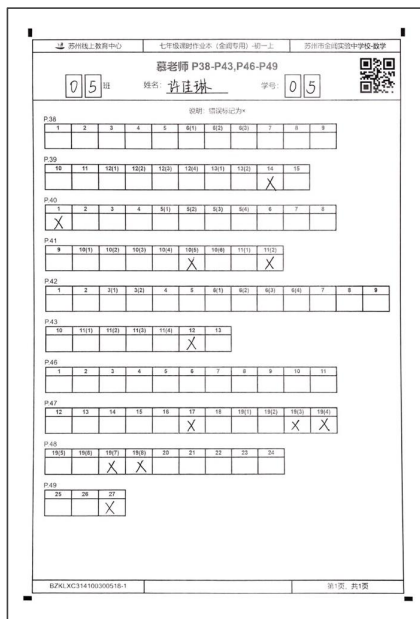 苏州线上教育中心 七年级课时作业本（金阊专用）-初一上 苏州市金阊实验中学校-数学
慕老师 P38-P43,P46-P49
05班 姓名: 许佳琳 学号: 05
说明: 错误标记为×
P.38
1 2 3 4 5 6(1) 6(2) 6(3) 7 8 9
P.39
10 11 12(1) 12(2) 12(3) 12(4) 13(1) 13(2) 14 15
X
P.40
1 2 3 4 5(1) 5(2) 5(3) 5(4) 6 7 8
X
P.41
9 10(1) 10(2) 10(3) 10(4) 10(5) 10(6) 11(1) 11(2)
X X
P.42
1 2 3(1) 3(2) 4 5 6(1) 6(2) 6(3) 6(4) 7 8 9
P.43
10 11(1) 11(2) 11(3) 11(4) 12 13
X
P.46
1 2 3 4 5 6 7 8 9 10 11
P.47
12 13 14 15 16 17 18 19(1) 19(2) 19(3) 19(4)
X X X
P.48
19(5) 19(6) 19(7) 19(8) 20 21 22 23 24
X X
P.49
25 26 27
X
BZKLXC314100300518-1 第1页, 共1页